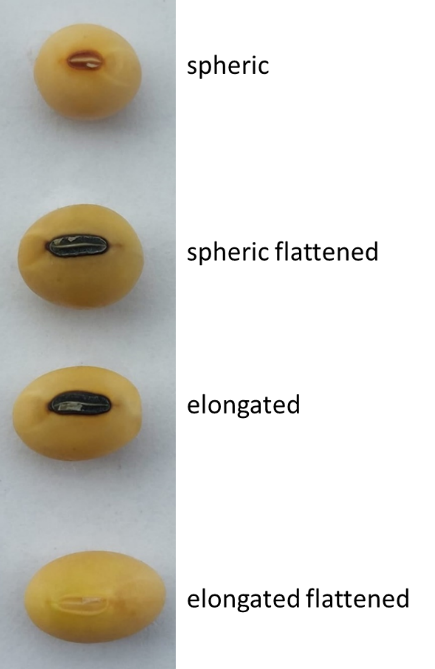 spheric
spheric flattened
elongated
elongated flattened